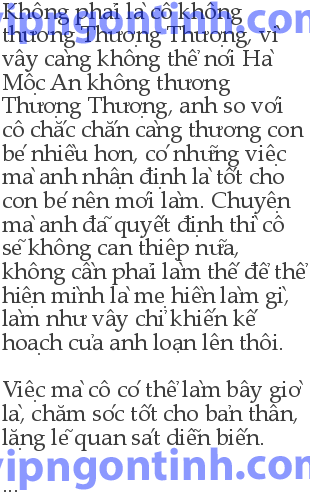 vipngontinh.com
Không phải là cô không
thương Thượng Thượng, vì
vậy càng không thể nói Hà
Mộc An không thương
Thượng Thượng, anh so với
cô chắc chắn càng thương con
bé nhiều hơn, có những việc
mà anh nhận định là tốt cho
con bé nên mới làm. Chuyện
mà anh đã quyết định thì cô
sẽ không can thiệp nữa,
không cần phải làm thế để thể
hiện mình là mẹ hiền làm gì,
làm như vậy chỉ khiến kế
hoạch của anh loạn lên thôi.
Việc mà cô có thể làm bây giờ
là, chăm sóc tốt cho bản thân,
lặng lẽ quan sát diễn biến.
vipngontinh.com
...